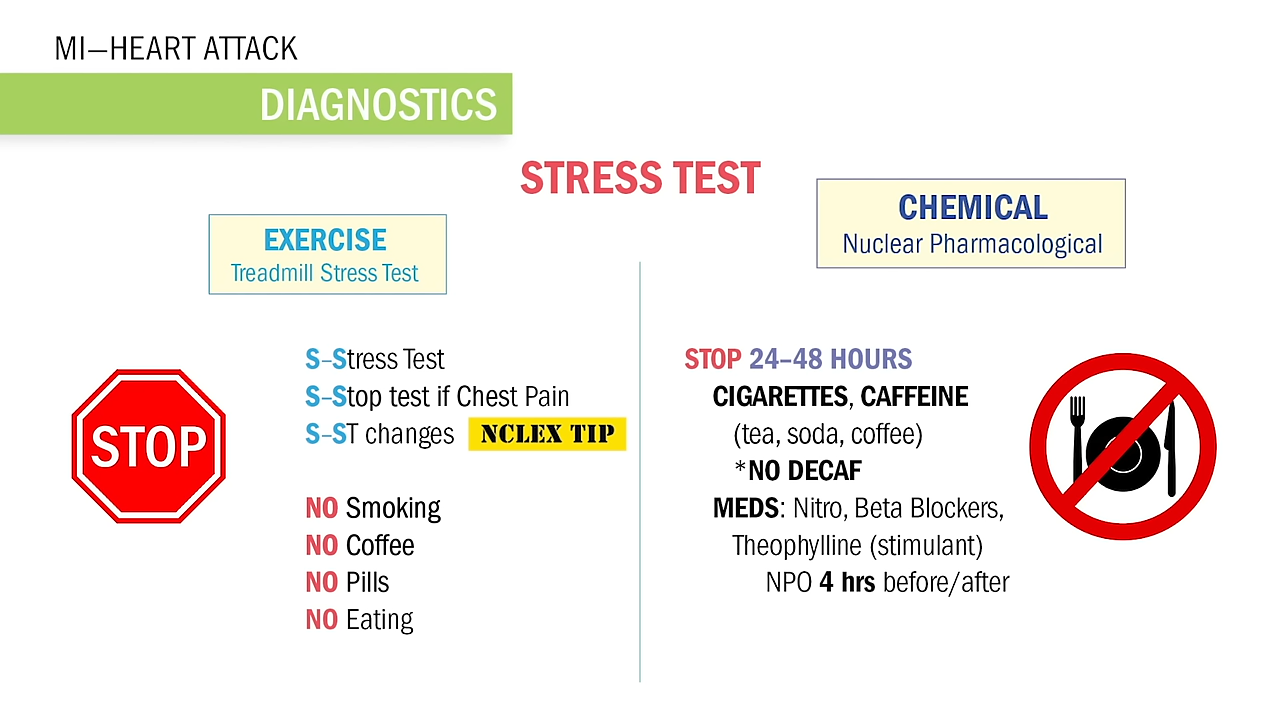 MI—HEART ATTACK
DIAGNOSTICS
STRESS TEST
EXERCISE
Treadmill Stress Test
STOP
S–Stress Test
S–Stop test if Chest Pain
S–ST changes NCLEX TIP
NO Smoking
NO Coffee
NO Pills
NO Eating
CHEMICAL
Nuclear Pharmacological
STOP 24–48 HOURS
CIGARETTES, CAFFEINE
(tea, soda, coffee)
*NO DECAF
MEDS: Nitro, Beta Blockers,
Theophylline (stimulant)
NPO 4 hrs before/after